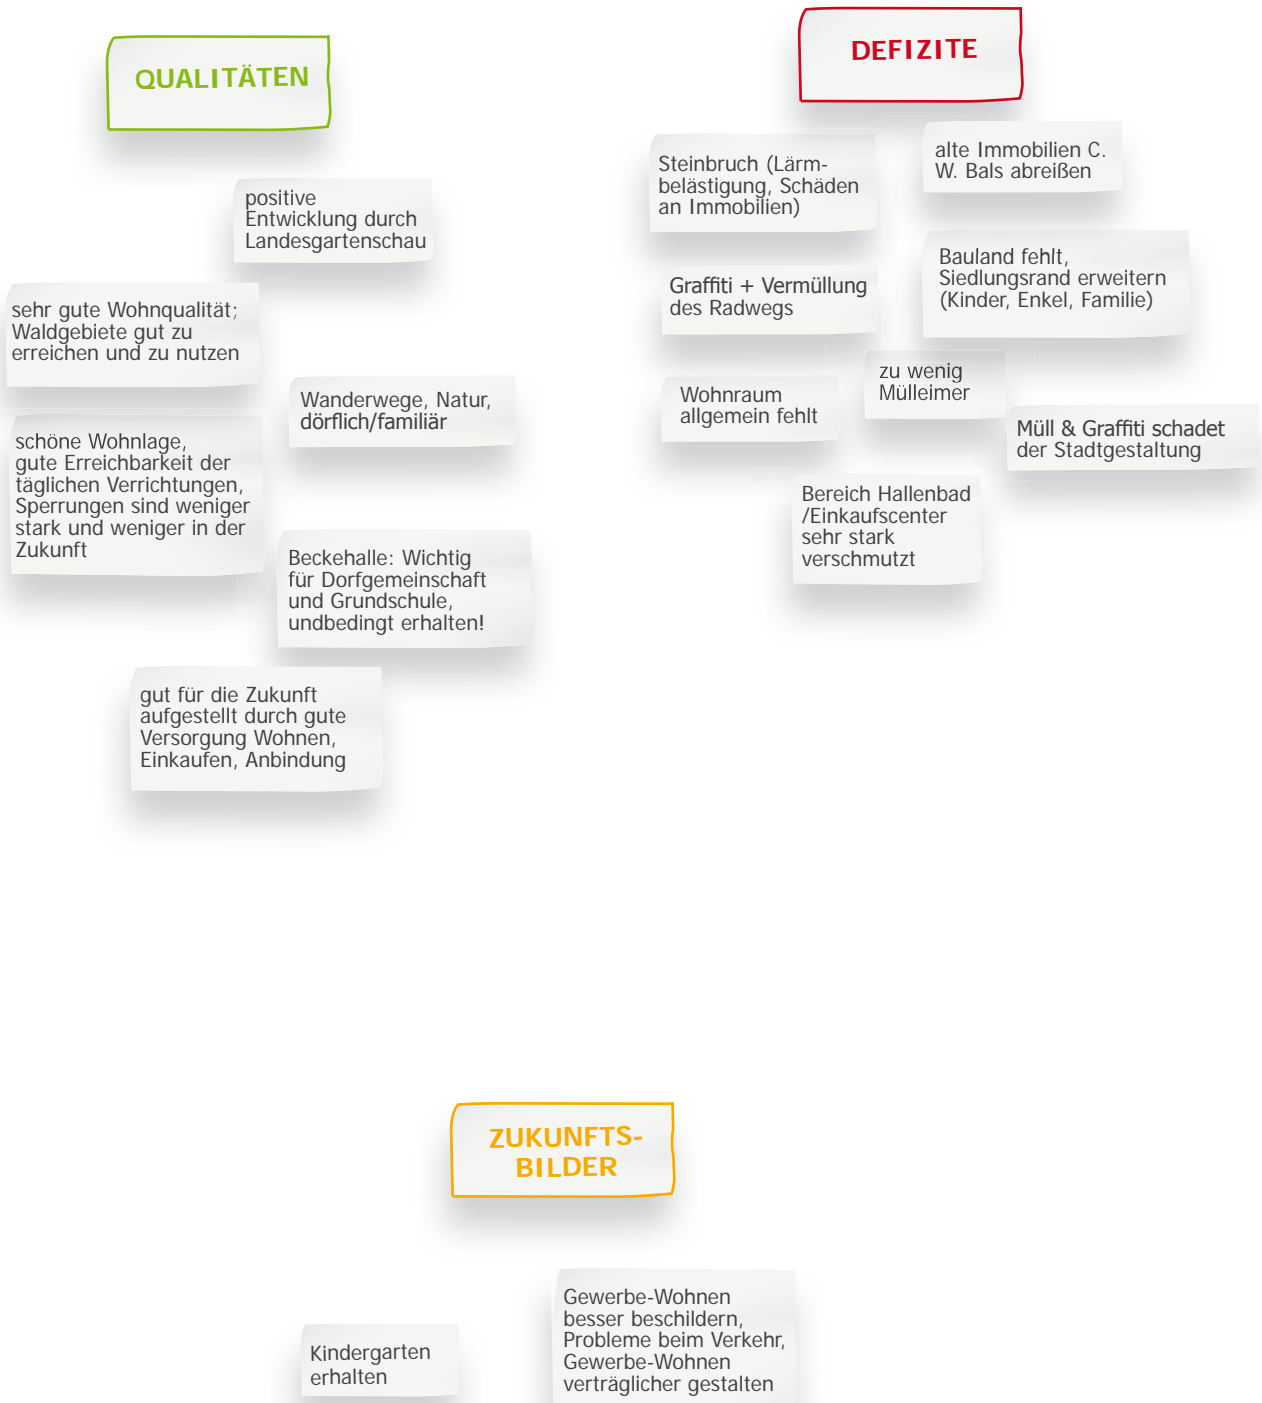 QUALITÄTEN
positive
Entwicklung durch
Landesgartenschau
sehr gute Wohnqualität;
Waldgebiete gut zu
erreichen und zu nutzen
Wanderwege, Natur,
dörflich/familiär
schöne Wohnlage,
gute Erreichbarkeit der
täglichen Verrichtungen,
Sperrungen sind weniger
stark und weniger in der
Zukunft
Beckehalle: Wichtig
für Dorfgemeinschaft
und Grundschule,
undbedingt erhalten!
gut für die Zukunft
aufgestellt durch gute
Versorgung Wohnen,
Einkaufen, Anbindung
DEFIZITE
Steinbruch (Lärm-
belästigung, Schäden
an Immobilien)
alte Immobilien C.
W. Bals abreißen
Graffiti + Vermüllung
des Radwegs
Bauland fehlt,
Siedlungsrand erweitern
(Kinder, Enkel, Familie)
Wohnraum
allgemein fehlt
zu wenig
Mülleimer
Müll & Graffiti schadet
der Stadtgestaltung
Bereich Hallenbad
/Einkaufscenter
sehr stark
verschmutzt
ZUKUNFTS-
BILDER
Kindergarten
erhalten
Gewerbe-Wohnen
besser beschildern,
Probleme beim Verkehr,
Gewerbe-Wohnen
verträglicher gestalten